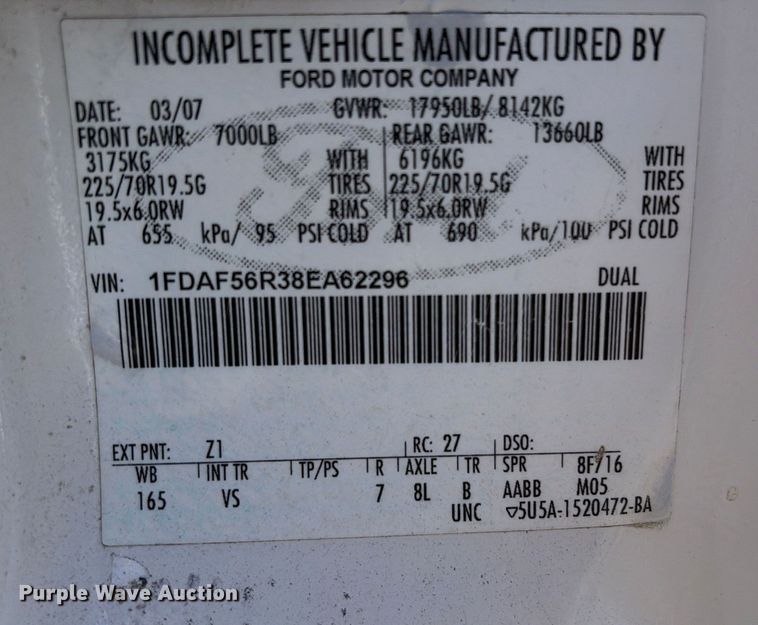 INCOMPLETE VEHICLE MANUFACTURED BY
FORD MOTOR COMPANY
DATE: 03/07 GVWR: 17950LB/ 8142KG
FRONT GAWR: 7000LB REAR GAWR: 13660LB
3175KG WITH 6196KG WITH
225/70R19.5G TIRES 225/70R19.5G TIRES
19.5x6.0RW RIMS 19.5x6.0RW RIMS
AT 655 kPa/ 95 PSI COLD AT 690 kPa/100 PSI COLD
VIN: 1FDAF56R38EA62296 DUAL
EXT PNT: Z1 RC: 27 DSO:
WB INT TR TP/PS R AXLE TR SPR 8F716
165 VS 7 8L B AABB M05
UNC ▽5U5A-1520472-BA
Purple Wave Auction